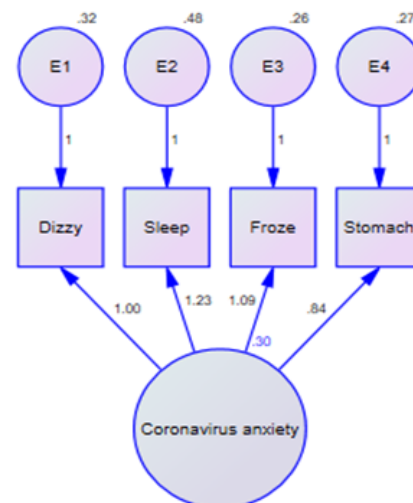 .32 .48 .26 .27
E1 E2 E3 E4
1 1 1 1
Dizzy Sleep Froze Stomach
1.00 1.23 1.09 .84
.30
Coronavirus anxiety